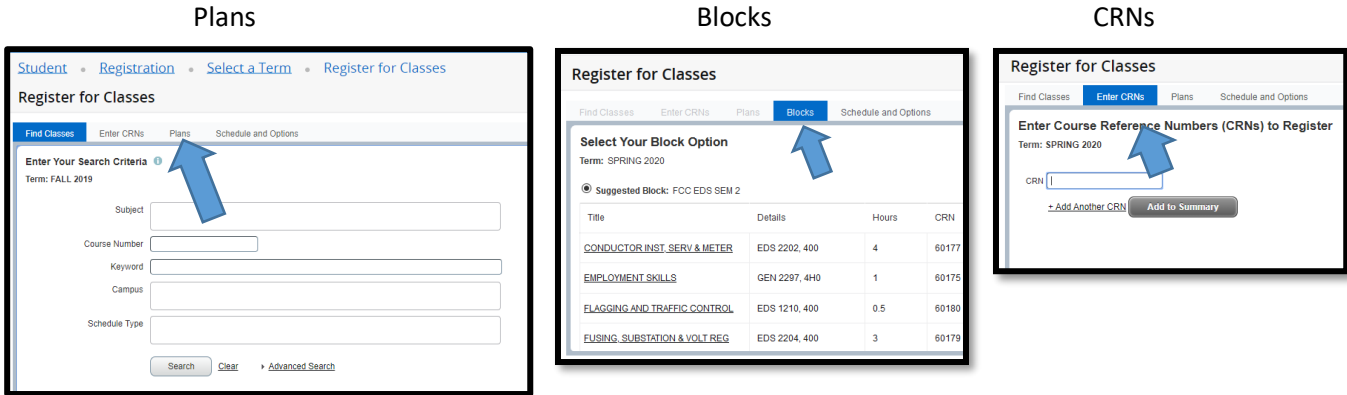 Plans
Student • Registration • Select a Term • Register for Classes
Register for Classes
Find Classes Enter CRNs Plans Schedule and Options
Enter Your Search Criteria
Term: FALL 2019
Subject
Course Number
Keyword
Campus
Schedule Type
Search Clear Advanced Search
Blocks
Register for Classes
Find Classes Enter CRNs Plans Blocks Schedule and Options
Select Your Block Option
Term: SPRING 2020
Suggested Block: FCC EDS SEM 2
Title Details Hours CRN
CONDUCTOR INST, SERV & METER EDS 2202, 400 4 60177
EMPLOYMENT SKILLS GEN 2297, 4H0 1 60175
FLAGGING AND TRAFFIC CONTROL EDS 1210, 400 0.5 60180
FUSING, SUBSTATION & VOLT REG EDS 2204, 400 3 60179
CRNs
Register for Classes
Find Classes Enter CRNs Plans Schedule and Options
Enter Course Reference Numbers (CRNs) to Register
Term: SPRING 2020
CRN
+ Add Another CRN Add to Summary